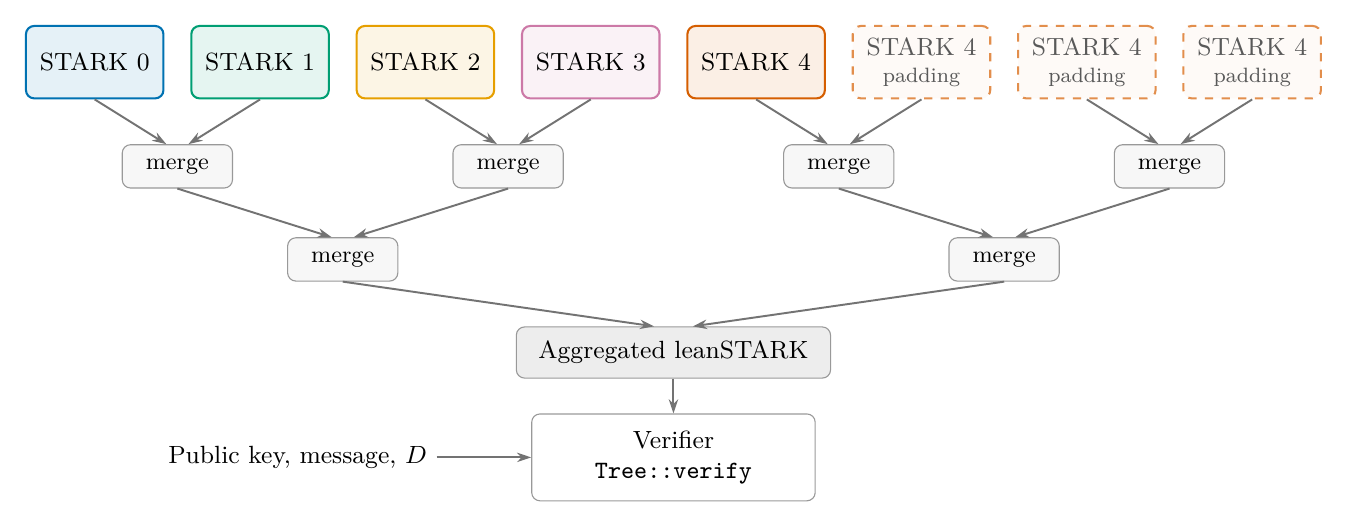 STARK 0
STARK 1
STARK 2
STARK 3
STARK 4
STARK 4
padding
STARK 4
padding
STARK 4
padding
merge
merge
merge
merge
merge
merge
Aggregated leanSTARK
Public key, message, D
Verifier
Tree::verify